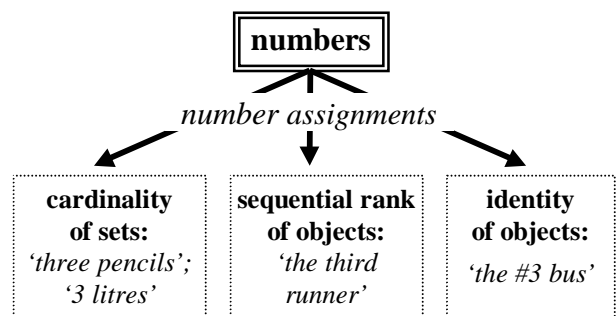 numbers
number assignments
cardinality
of sets:
‘three pencils’;
‘3 litres’
sequential rank
of objects:
‘the third
runner’
identity
of objects:
‘the #3 bus’